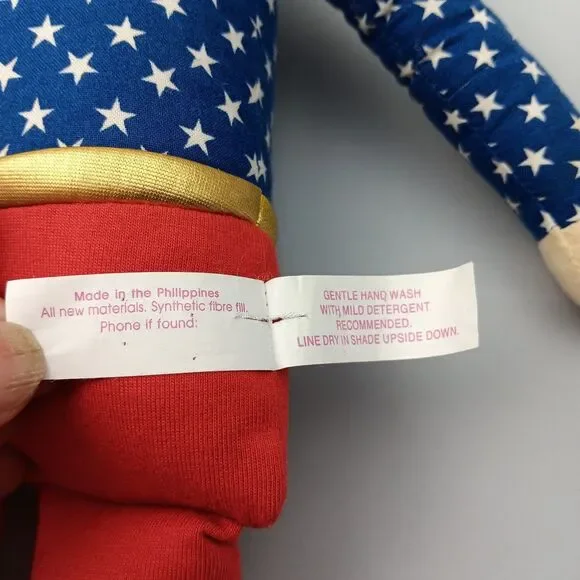 Made in the Philippines
All new materials. Synthetic fibre fill.
Phone if found:
GENTLE HAND WASH
WITH MILD DETERGENT
RECOMMENDED.
LINE DRY IN SHADE UPSIDE DOWN.